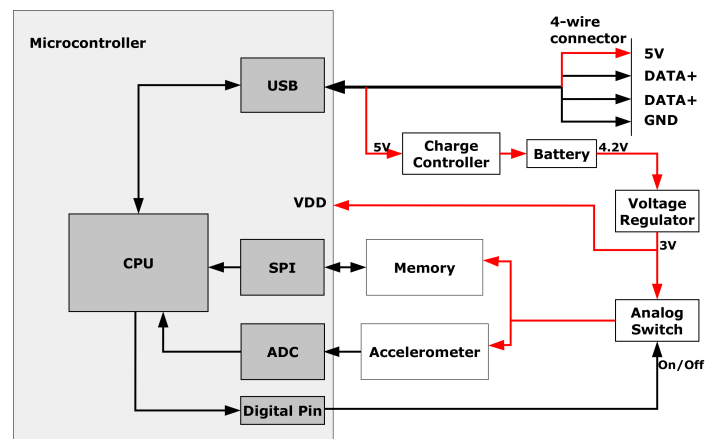 4-wire
connector
Microcontroller
5V
DATA+
DATA+
GND
USB
5V
Charge
Controller
Battery
4.2V
VDD
Voltage
Regulator
3V
CPU
SPI
Memory
Analog
Switch
ADC
Accelerometer
On/Off
Digital Pin